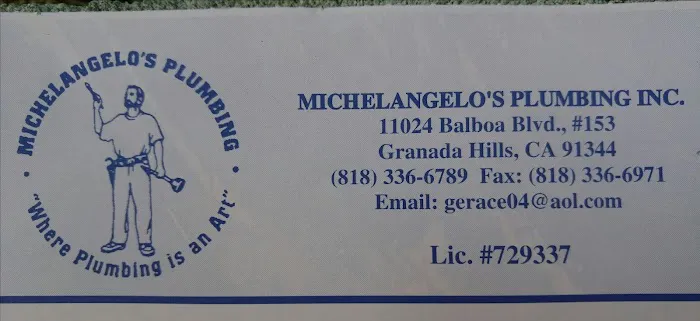 MICHELANGELO'S PLUMBING
"Where Plumbing is an Art"
MICHELANGELO'S PLUMBING INC.
11024 Balboa Blvd., #153
Granada Hills, CA 91344
(818) 336-6789 Fax: (818) 336-6971
Email: gerace04@aol.com
Lic. #729337